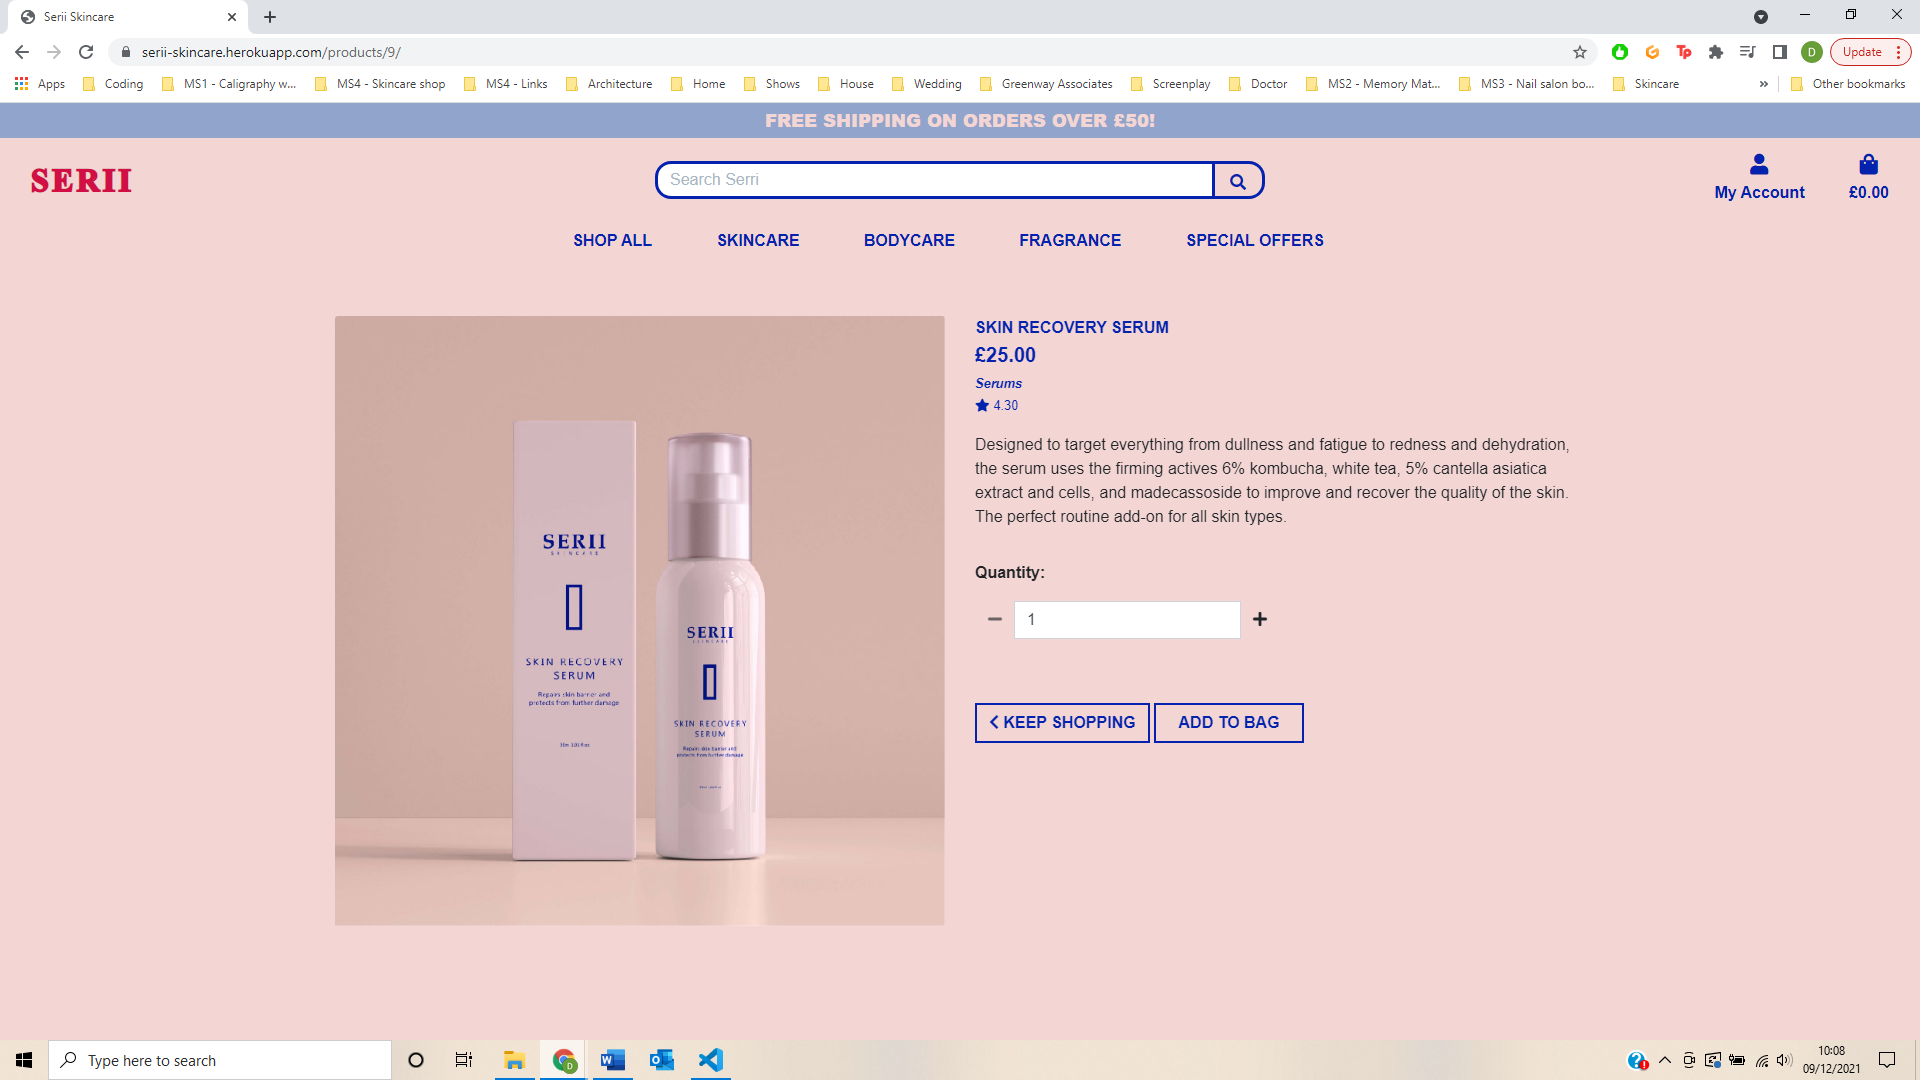 Serii Skincare
serii-skincare.herokuapp.com/products/9/
D
Update
Apps
Coding
MS1 - Caligraphy w...
MS4 - Skincare shop
MS4 - Links
Architecture
Home
Shows
House
Wedding
Greenway Associates
Screenplay
Doctor
MS2 - Memory Mat...
MS3 - Nail salon bo...
Skincare
»
Other bookmarks
FREE SHIPPING ON ORDERS OVER £50!
SERII
Search Serri
My Account
£0.00
SHOP ALL
SKINCARE
BODYCARE
FRAGRANCE
SPECIAL OFFERS
SERII
SKINCARE
SKIN RECOVERY
SERUM
Repairs skin barrier and
protects from further damage
SERII
SKINCARE
SKIN RECOVERY
SERUM
Repairs skin barrier and
protects from further damage
SKIN RECOVERY SERUM
£25.00
Serums
4.30
Designed to target everything from dullness and fatigue to redness and dehydration,
the serum uses the firming actives 6% kombucha, white tea, 5% cantella asiatica
extract and cells, and madecassoside to improve and recover the quality of the skin.
The perfect routine add-on for all skin types.
Quantity:
1
KEEP SHOPPING
ADD TO BAG
Type here to search
10:08
09/12/2021